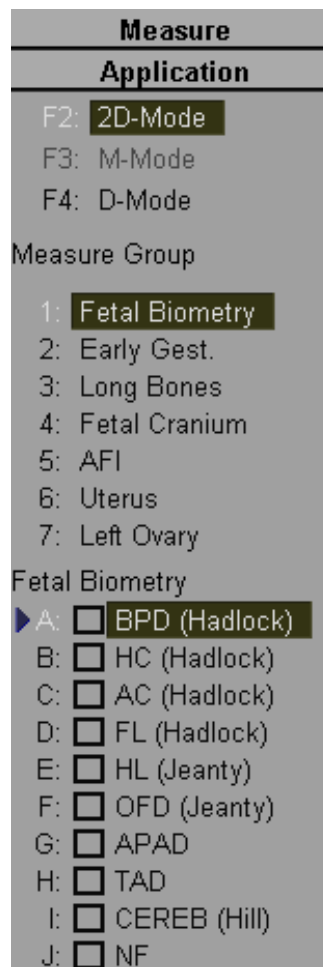 Measure
Application
F2: 2D-Mode
F3: M-Mode
F4: D-Mode
Measure Group
1: Fetal Biometry
2: Early Gest.
3: Long Bones
4: Fetal Cranium
5: AFI
6: Uterus
7: Left Ovary
Fetal Biometry
A: BPD (Hadlock)
B: HC (Hadlock)
C: AC (Hadlock)
D: FL (Hadlock)
E: HL (Jeanty)
F: OFD (Jeanty)
G: APAD
H: TAD
I: CEREB (Hill)
J: NF